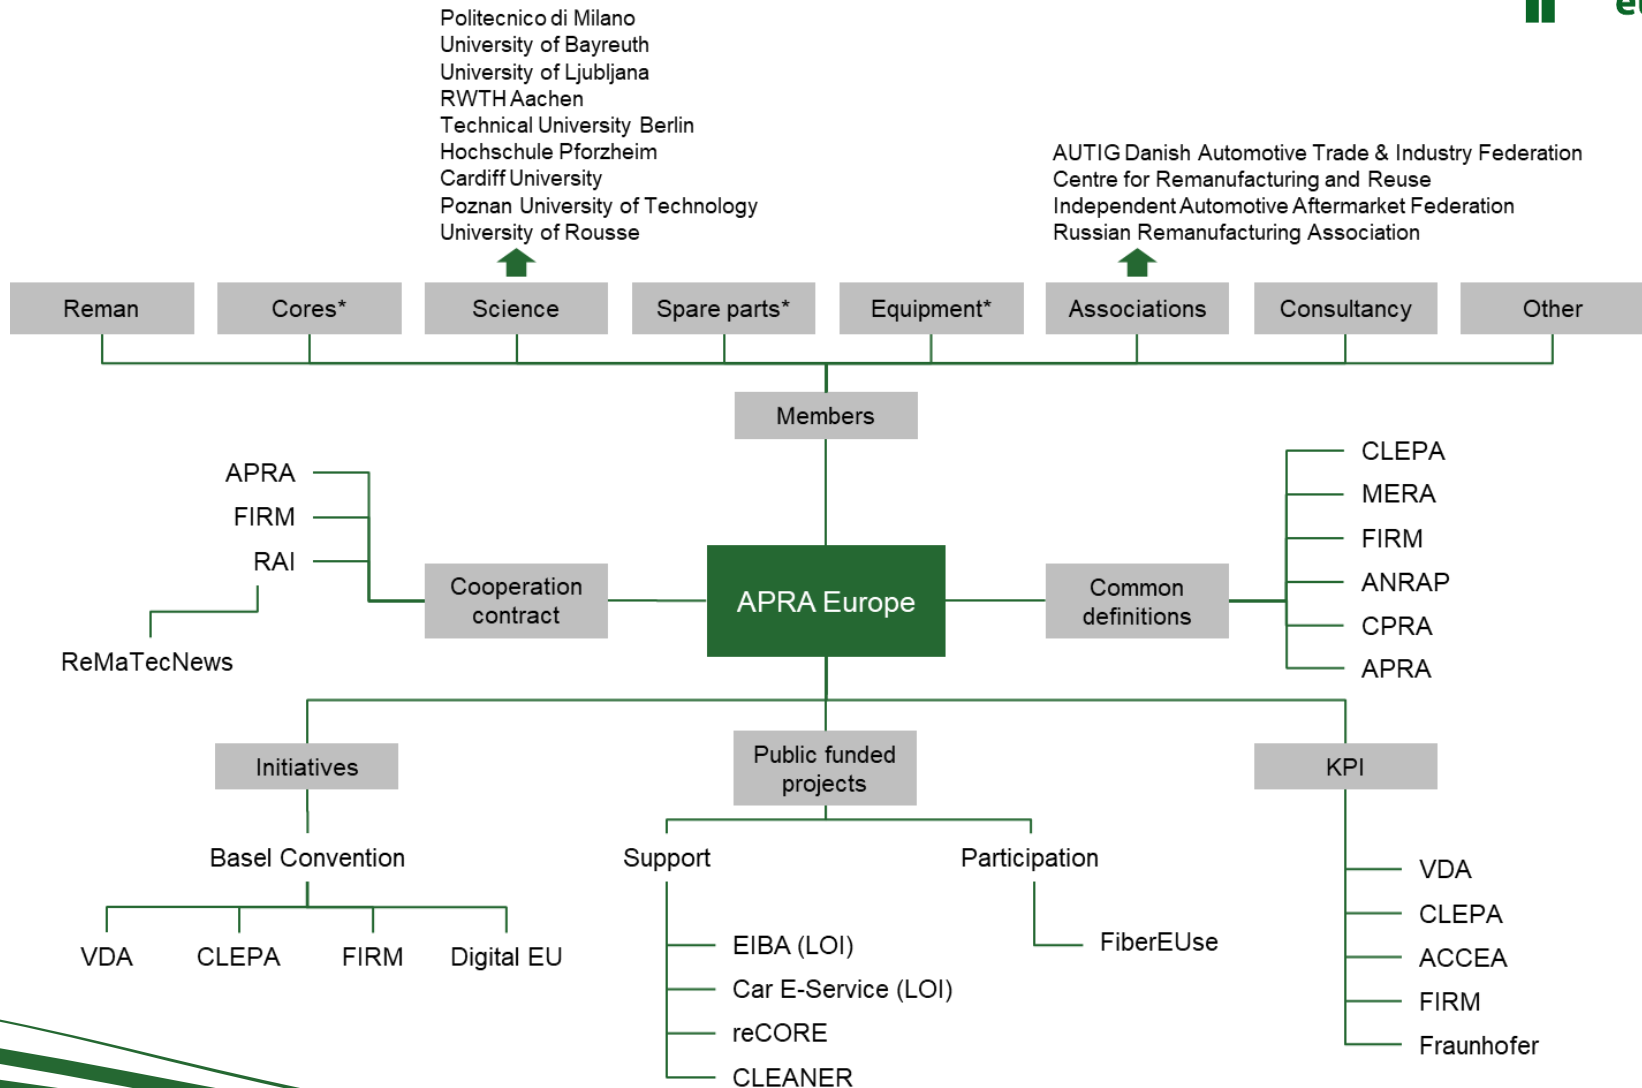 Politecnico di Milano
University of Bayreuth
University of Ljubljana
RWTH Aachen
Technical University Berlin
Hochschule Pforzheim
Cardiff University
Poznan University of Technology
University of Rousse
AUTIG Danish Automotive Trade & Industry Federation
Centre for Remanufacturing and Reuse
Independent Automotive Aftermarket Federation
Russian Remanufacturing Association
Reman
Cores*
Science
Spare parts*
Equipment*
Associations
Consultancy
Other
Members
APRA
FIRM
RAI
ReMaTecNews
Cooperation
contract
APRA Europe
Common
definitions
CLEPA
MERA
FIRM
ANRAP
CPRA
APRA
Initiatives
Public funded
projects
KPI
Basel Convention
VDA
CLEPA
FIRM
Digital EU
Support
EIBA (LOI)
Car E-Service (LOI)
reCORE
CLEANER
Participation
FiberEUse
VDA
CLEPA
ACCEA
FIRM
Fraunhofer